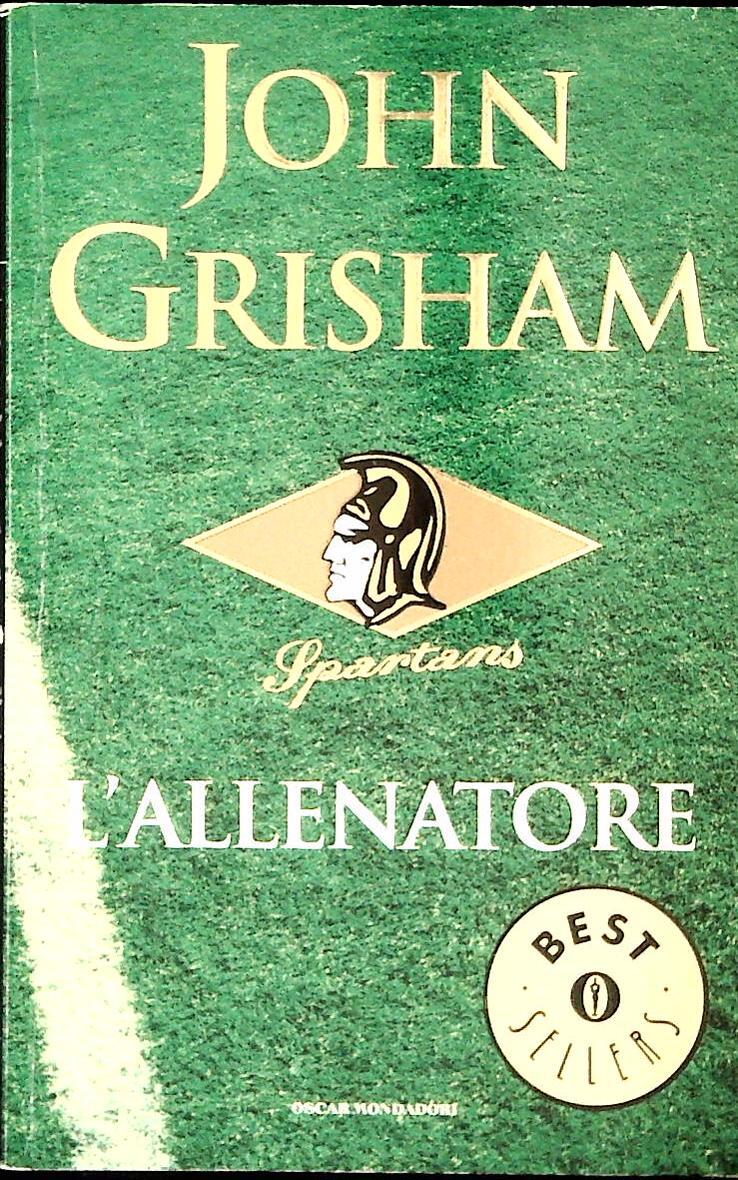 JOHN
GRISHAM
Spartans
L'ALLENATORE
BEST
SELLERS
OSCAR MONDADORI